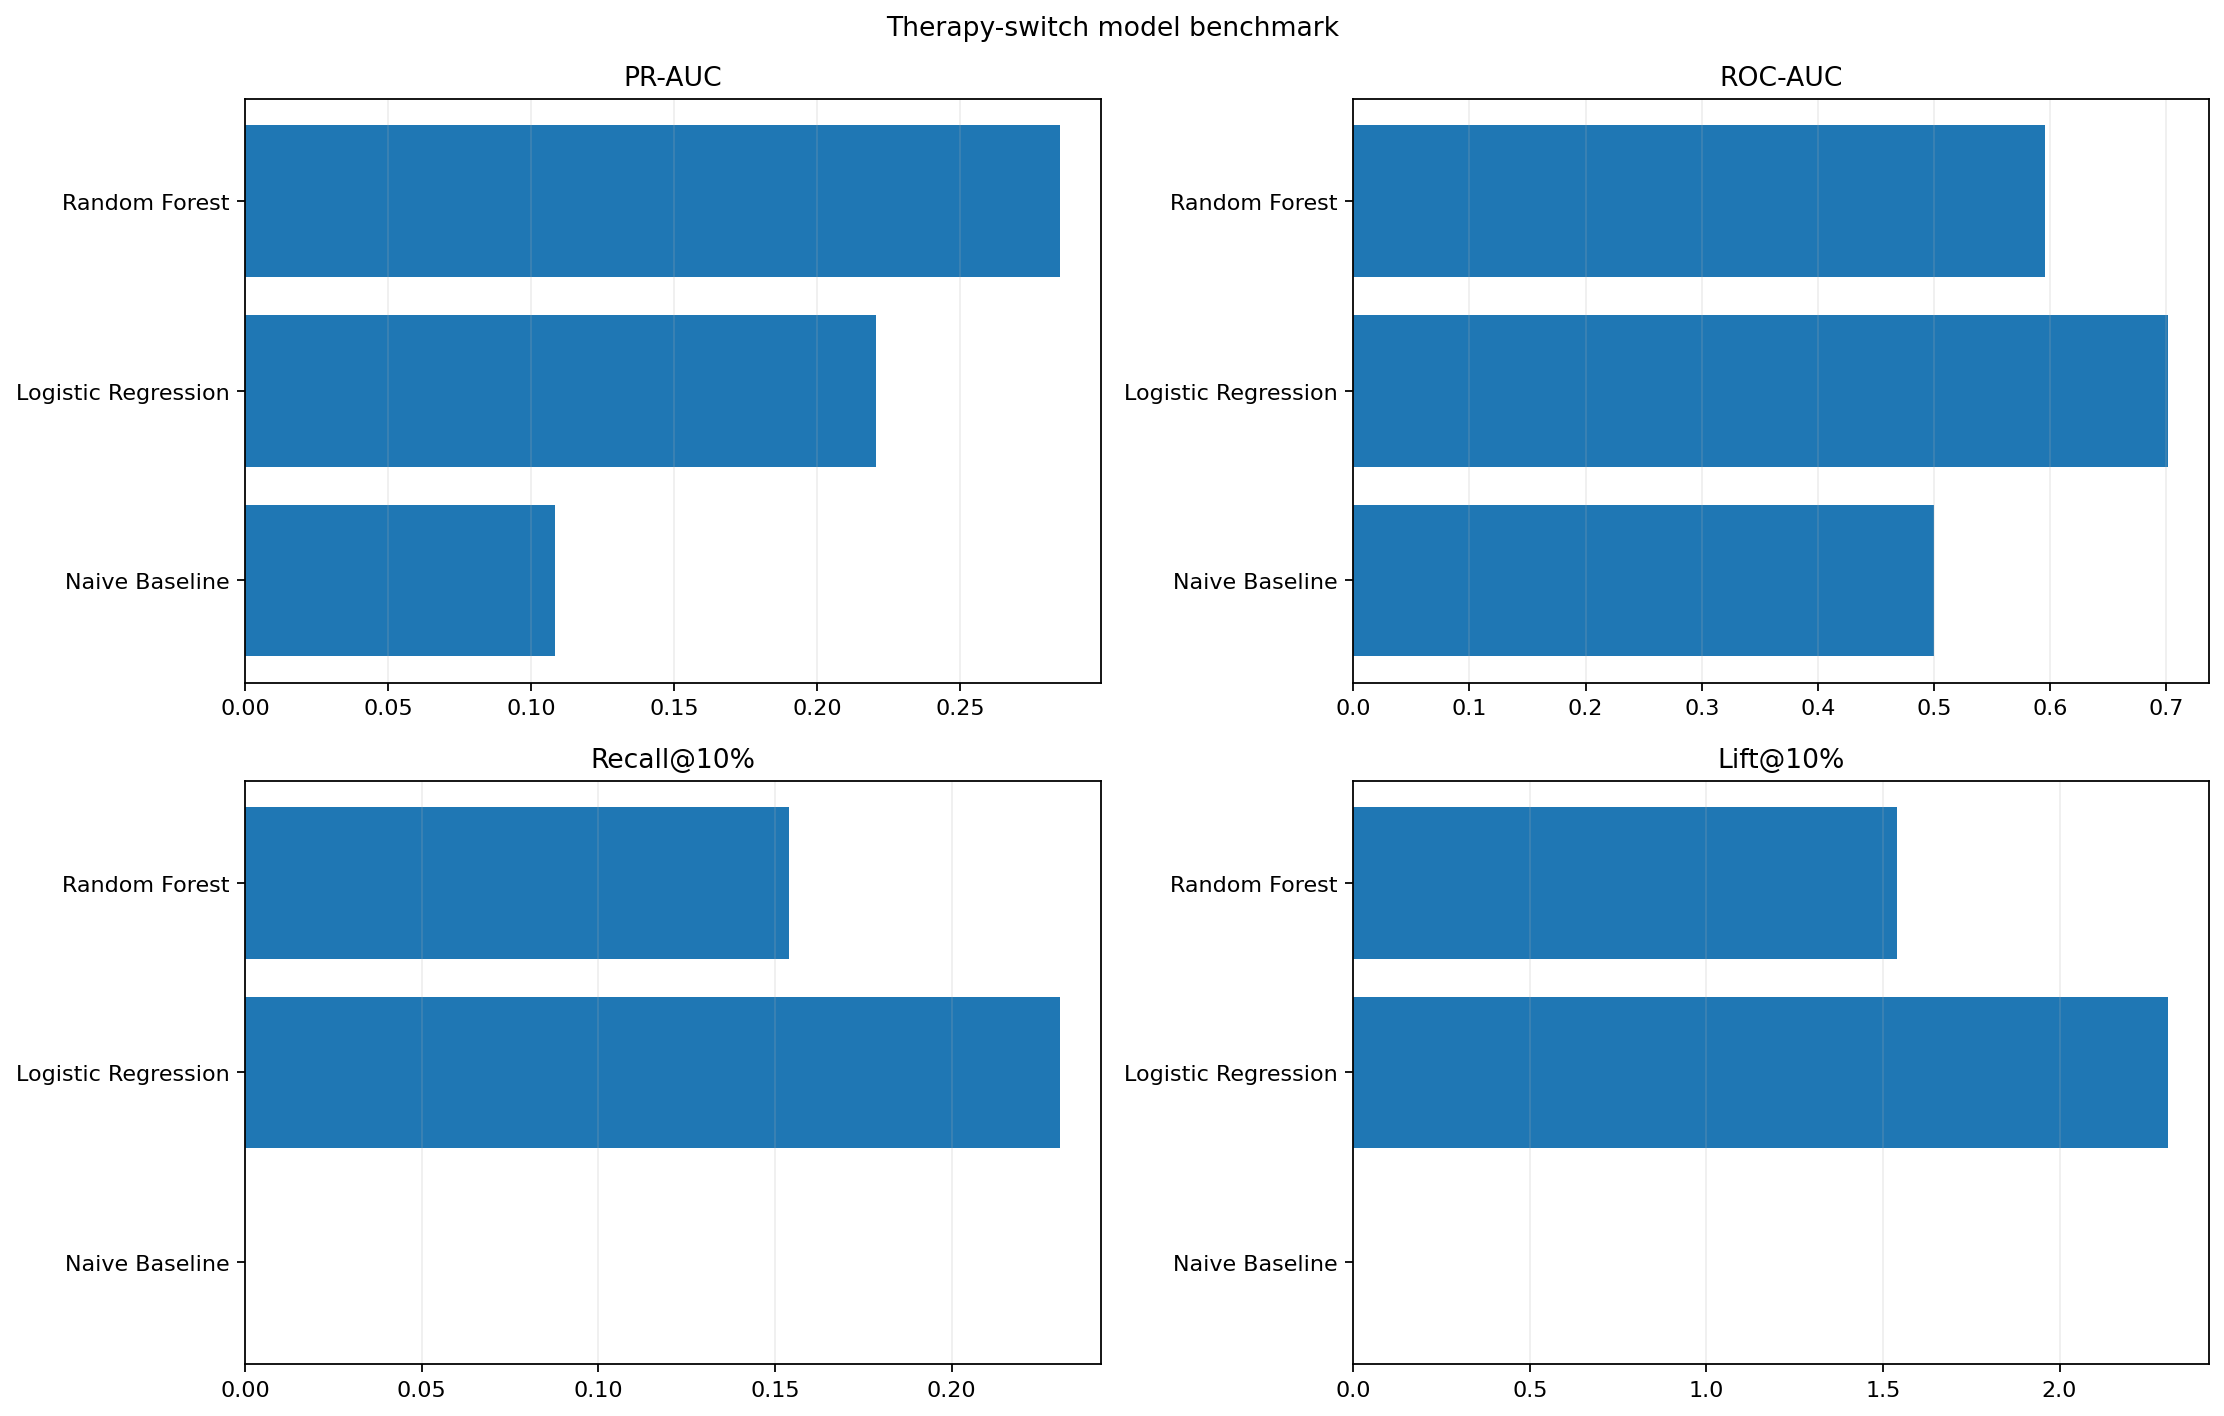 Therapy-switch model benchmark
PR-AUC
Random Forest
Logistic Regression
Naive Baseline
0.00 0.05 0.10 0.15 0.20 0.25
ROC-AUC
Random Forest
Logistic Regression
Naive Baseline
0.0 0.1 0.2 0.3 0.4 0.5 0.6 0.7
Recall@10%
Random Forest
Logistic Regression
Naive Baseline
0.00 0.05 0.10 0.15 0.20
Lift@10%
Random Forest
Logistic Regression
Naive Baseline
0.0 0.5 1.0 1.5 2.0